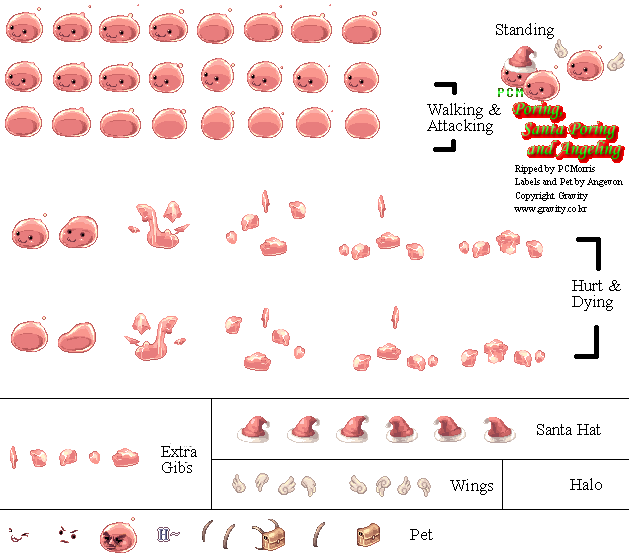 Standing
PCM
Poring
Santa Poring
and Angeling
Ripped by PCMorris
Labels and Pet by Angevon
Copyright Gravity
www.gravity.co.kr
Walking &
Attacking
Hurt &
Dying
Extra
Gibs
Santa Hat
Wings
Halo
Pet